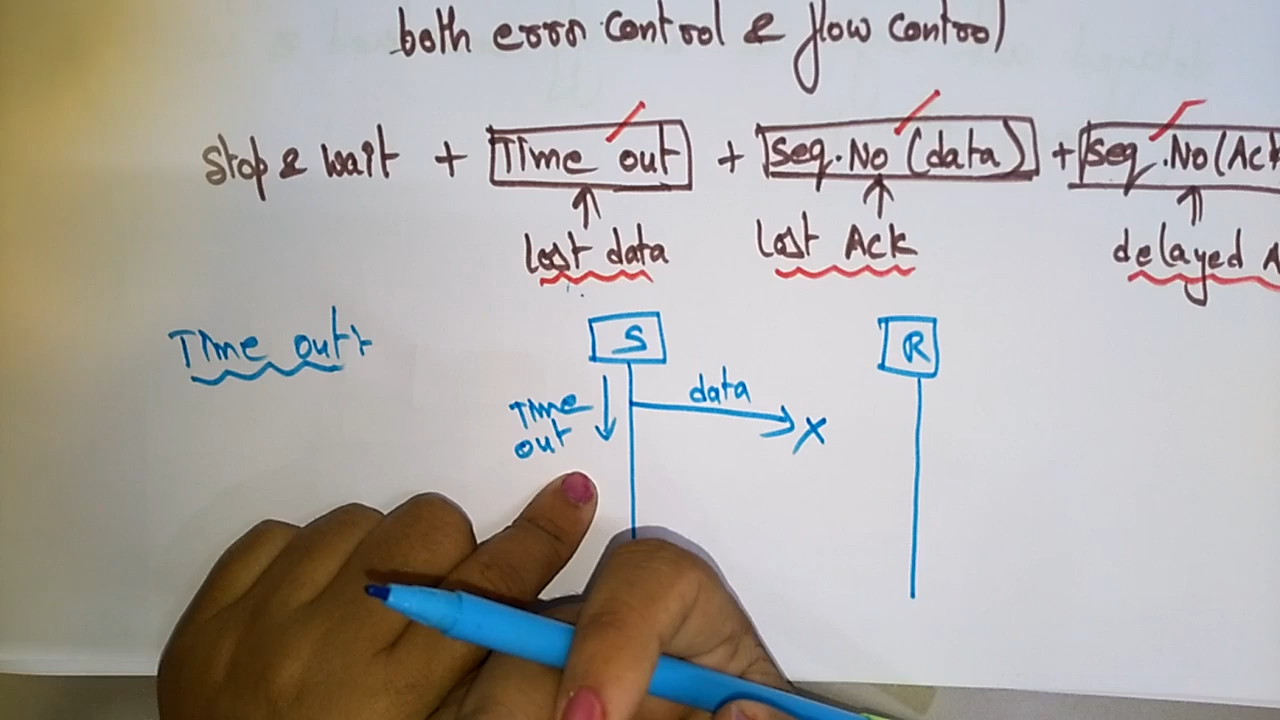 both error control & flow control
Stop & wait + Time out + Seq.No (data) + Seq.No (Ack
lost data lost Ack delayed A
Time out:
S R
data
Time
out X